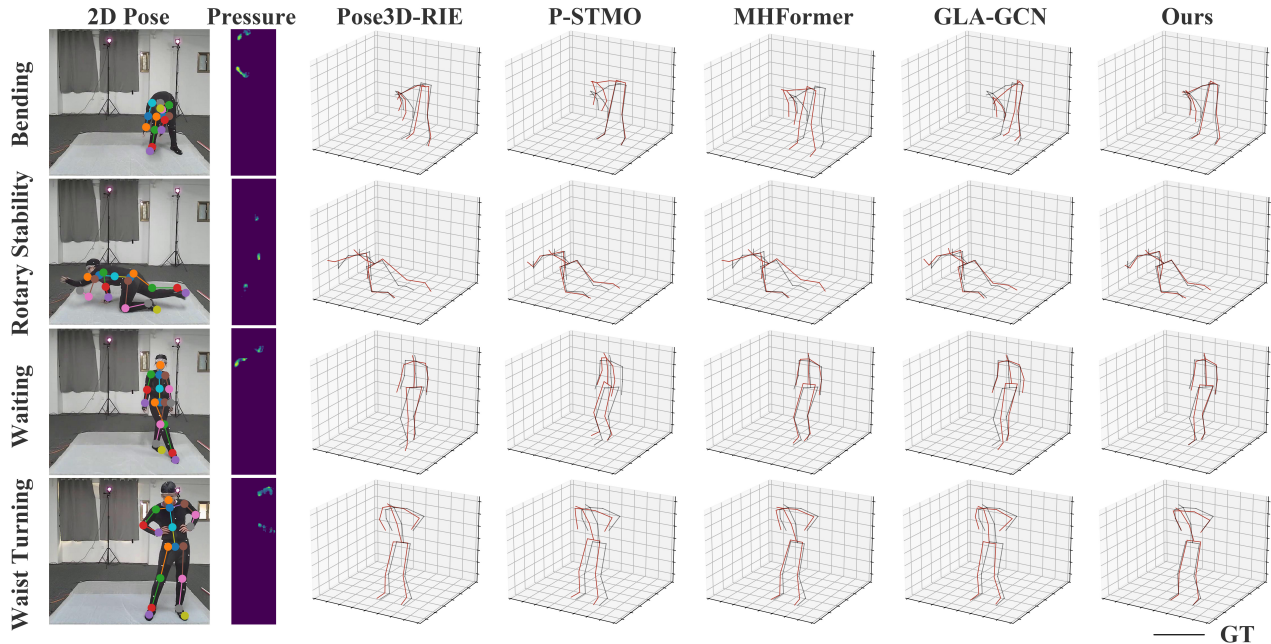 2D Pose Pressure Pose3D-RIE P-STMO MHFormer GLA-GCN Ours
Bending
Rotary Stability
Waiting
Waist Turning
GT